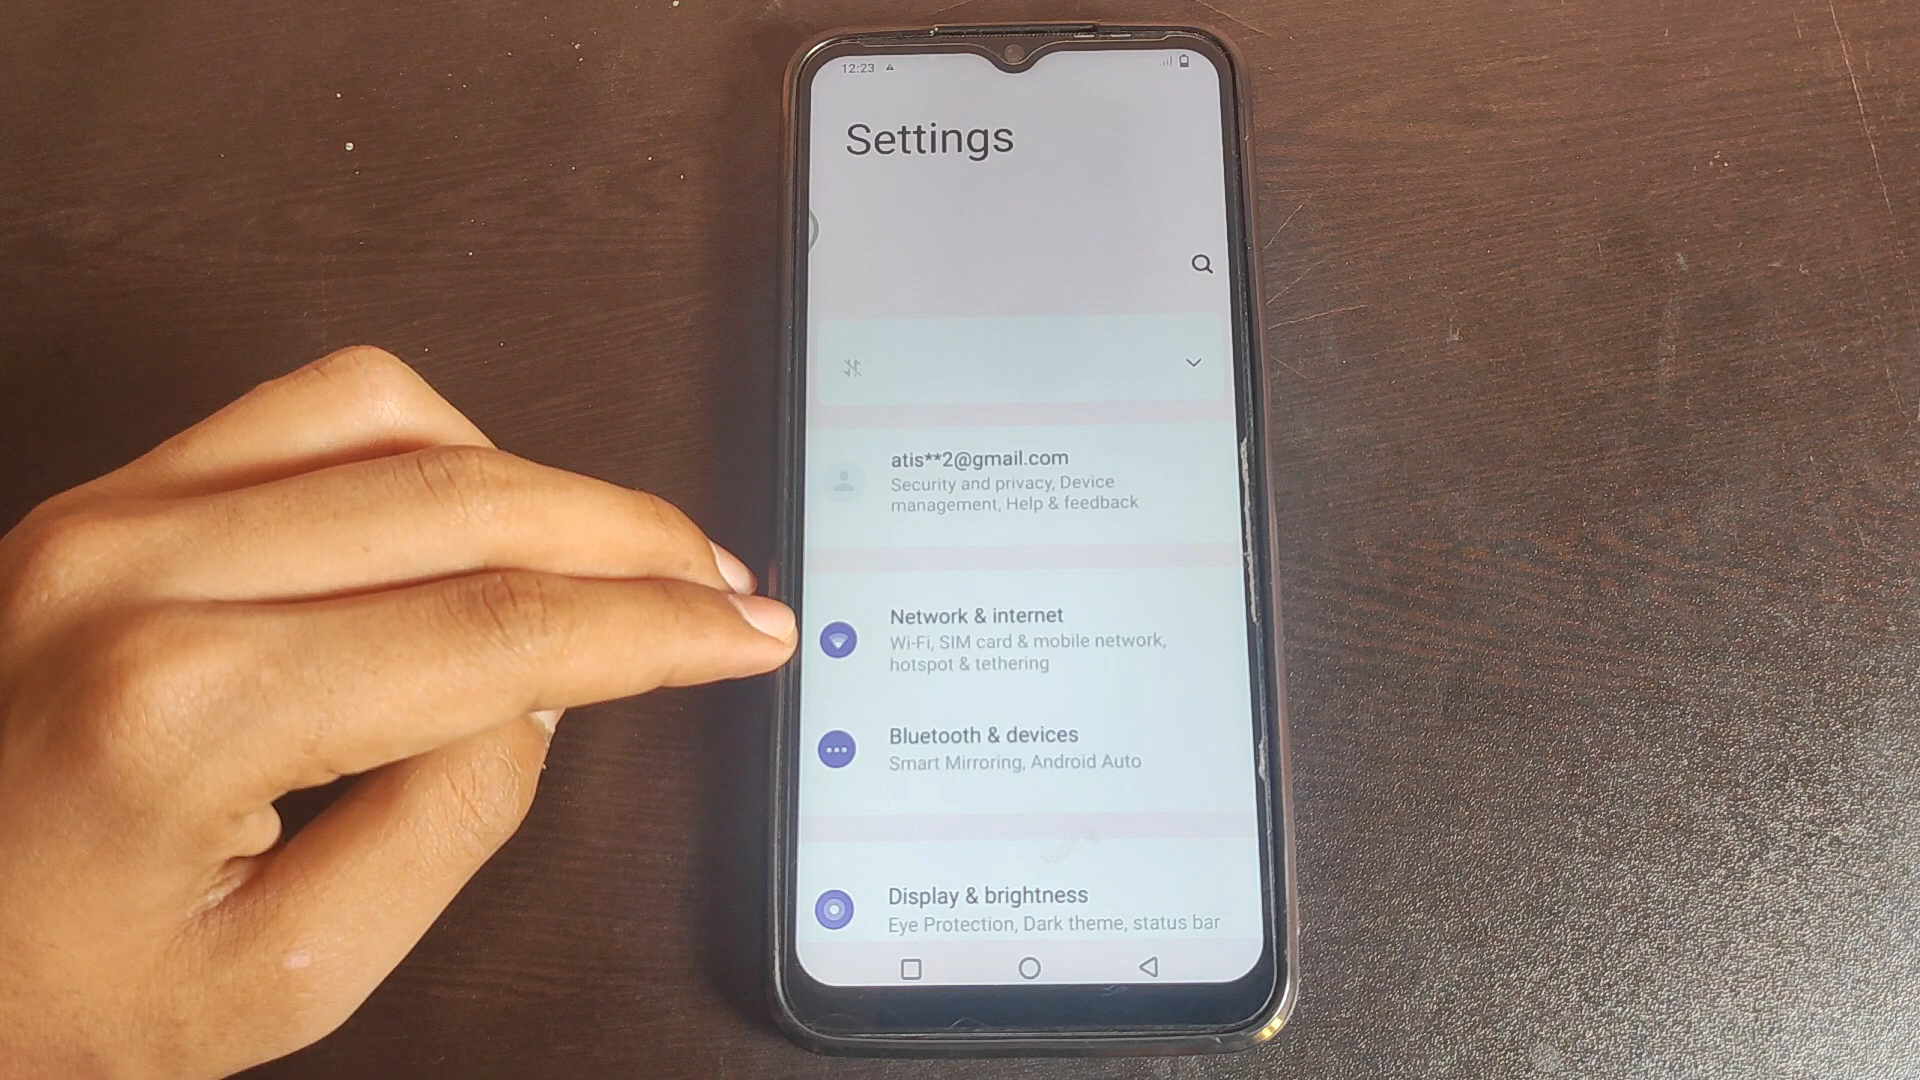 12:23
Settings
atis**2@gmail.com
Security and privacy, Device
management, Help & feedback
Network & internet
Wi-Fi, SIM card & mobile network,
hotspot & tethering
Bluetooth & devices
Smart Mirroring, Android Auto
Display & brightness
Eye Protection, Dark theme, status bar